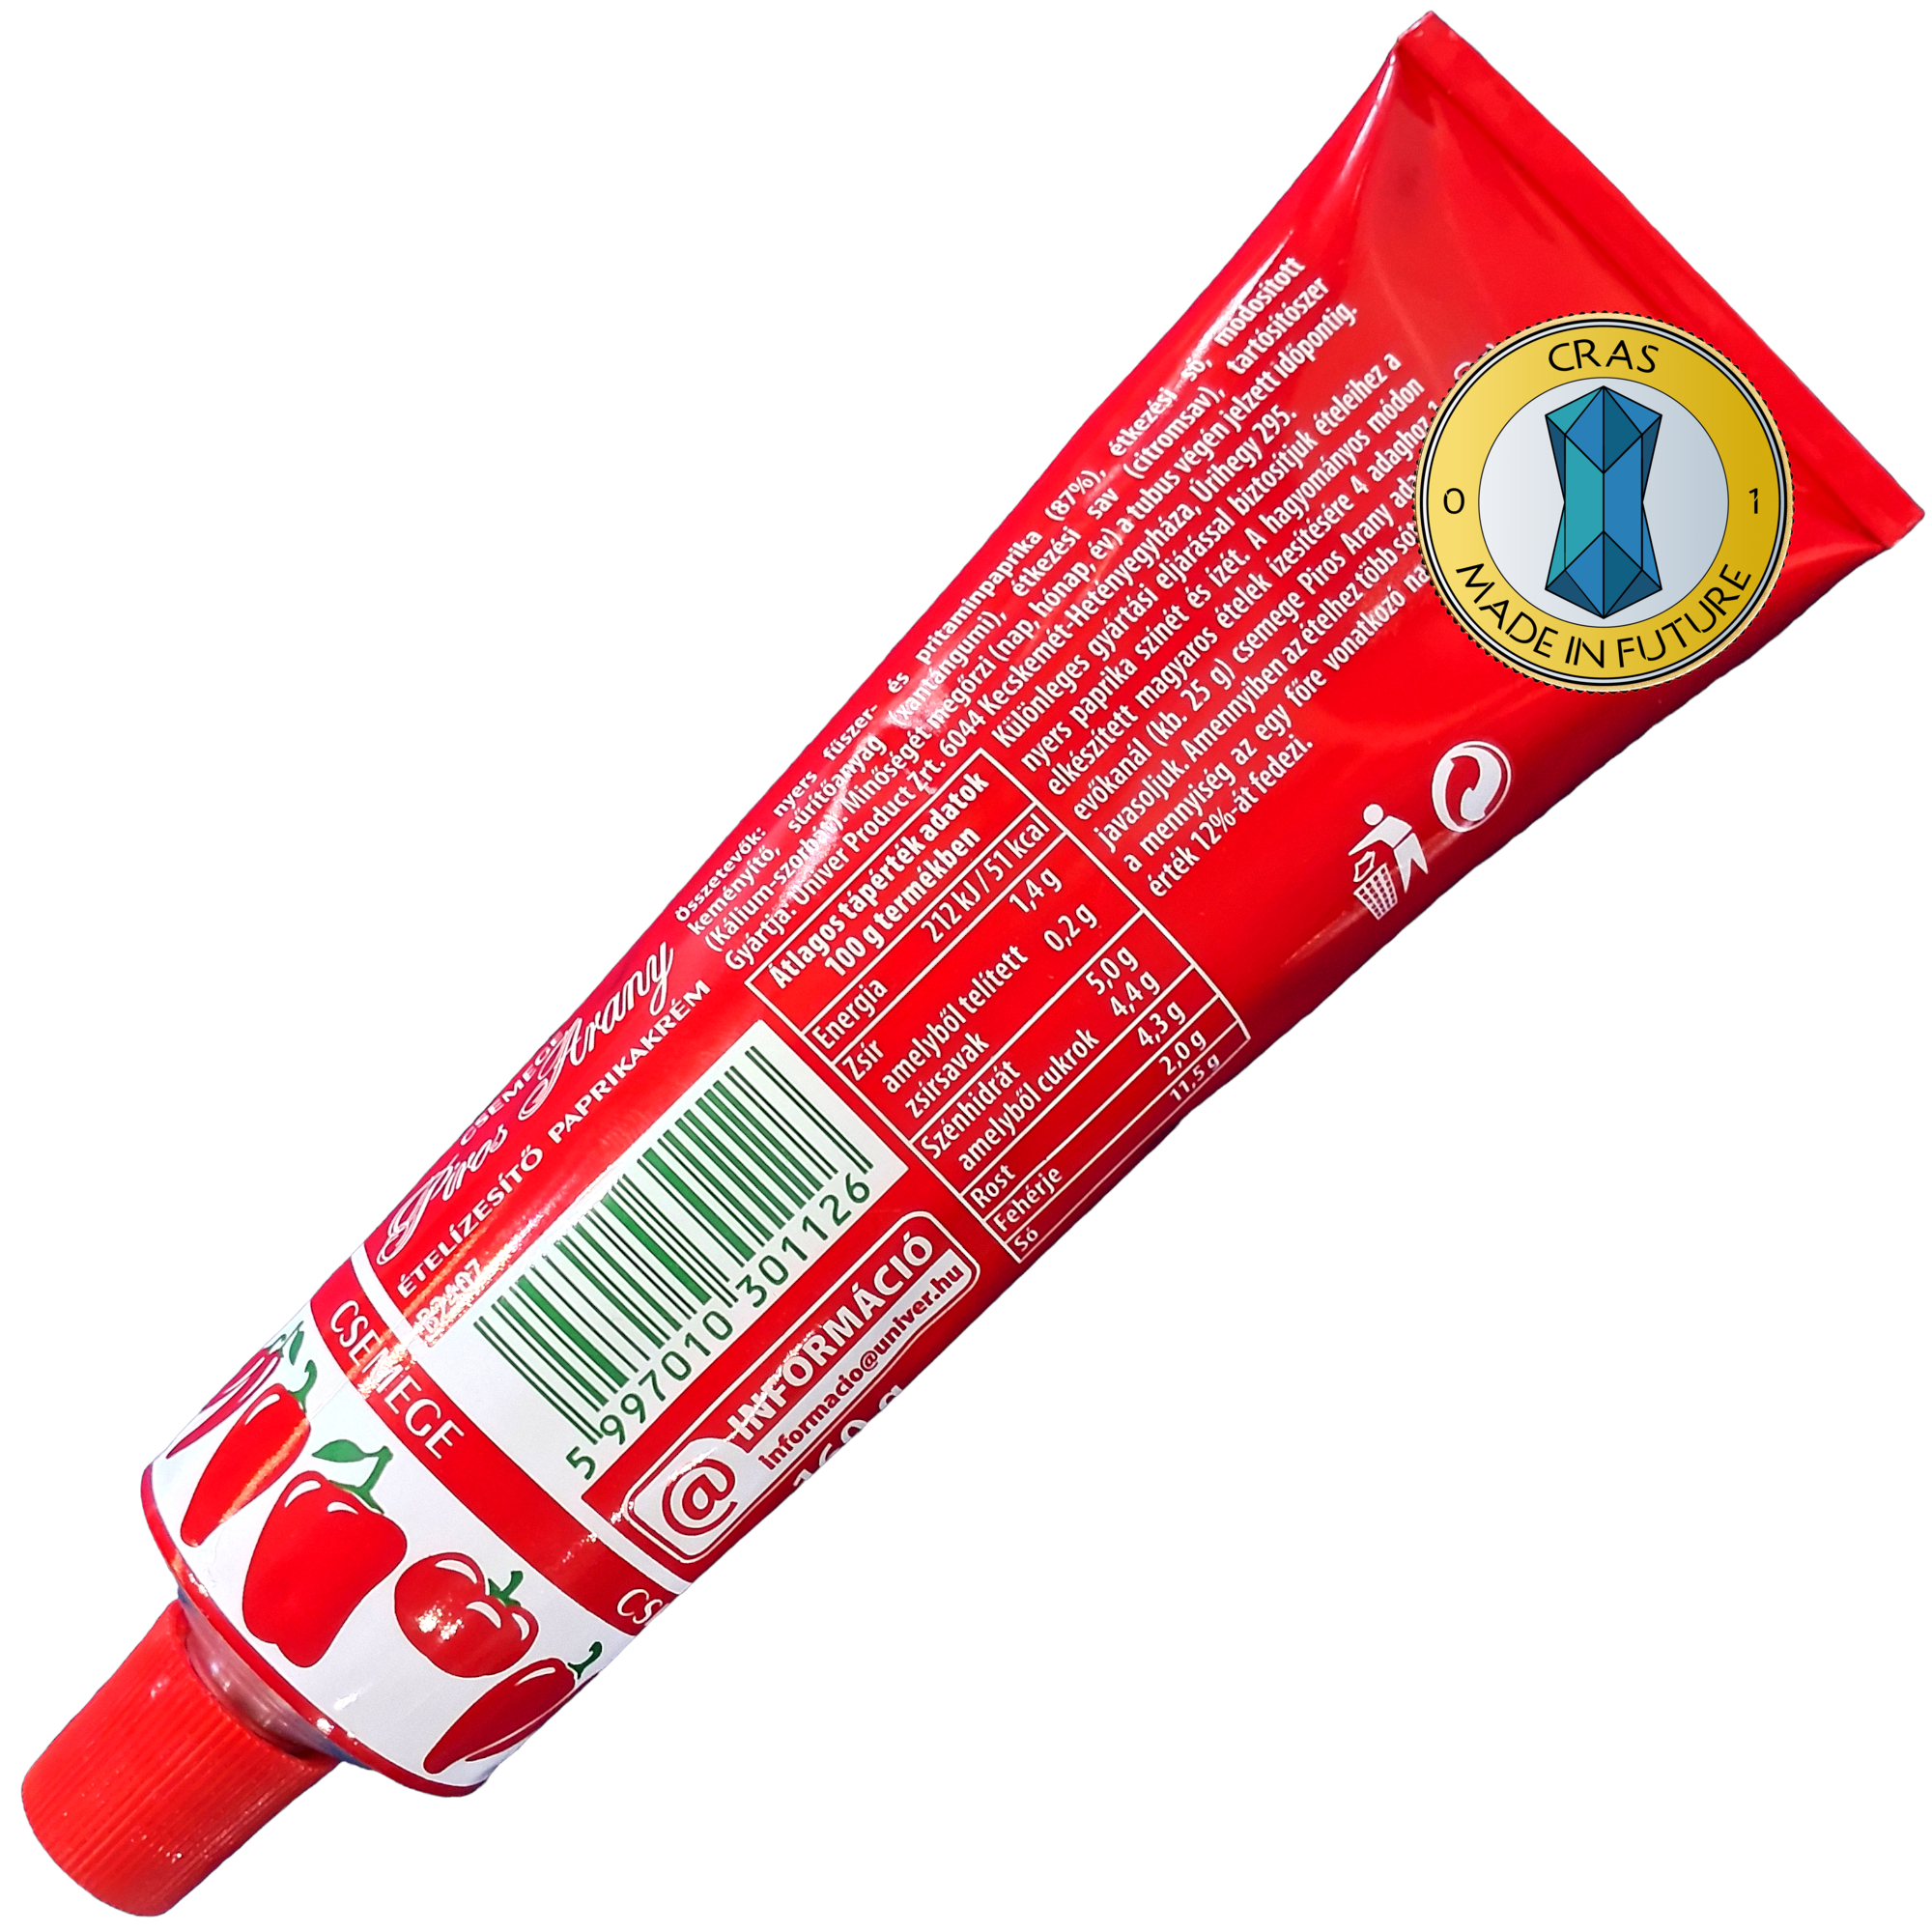 CSEMEGE
Piros Arany
ÉTELÍZESÍTŐ PAPRIKAKRÉM
Összetevők: nyers fűszer- és pritaminpaprika (87%), étkezési só, módosított
keményítő, sűrítőanyag (xantángumi), étkezési sav (citromsav), tartósítószer
(Kálium-szorbát). Minőségét megőrzi (nap, hónap, év) a tubus végén jelzett időpontig.
Gyártja: Univer Product Zrt. 6044 Kecskemét-Hetényegyháza, Úrihegy 295.
Különleges gyártási eljárással biztosítjuk ételeihez a
nyers paprika színét és ízét. A hagyományos módon
elkészített magyaros ételek ízesítésére 4 adaghoz 1
evőkanál (kb. 25 g) csemege Piros Arany
javasoljuk. Amennyiben az ételhez több
a mennyiség az egy főre vonatkozó
érték 12%-át fedezi.
Átlagos tápérték adatok
100 g termékben
Energia 212 kJ / 51 kcal
Zsír 1,4 g
amelyből telített 0,2 g
zsírsavak
Szénhidrát 5,0 g
amelyből cukrok 4,4 g
Rost 4,3 g
Fehérje 2,0 g
Só 11,5 g
5 997010 301126
@ INFORMÁCIÓ
informacio@univer.hu
CSEMEGE
CRAS
0 1
MADE IN FUTURE